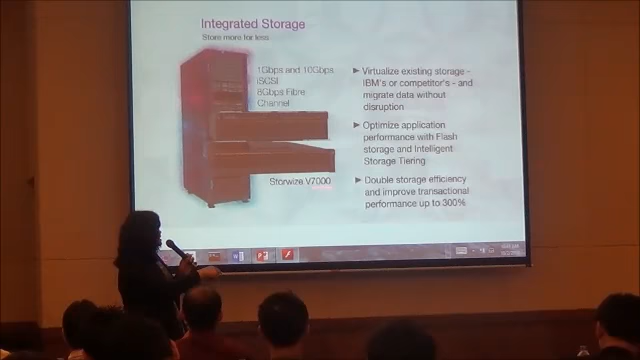 Integrated Storage
Store more for less
1Gbps and 10Gbps
iSCSI
8Gbps Fibre
Channel
Storwize V7000
► Virtualize existing storage -
IBM's or competitor's - and
migrate data without
disruption
► Optimize application
performance with Flash
storage and Intelligent
Storage Tiering
► Double storage efficiency
and improve transactional
performance up to 300%